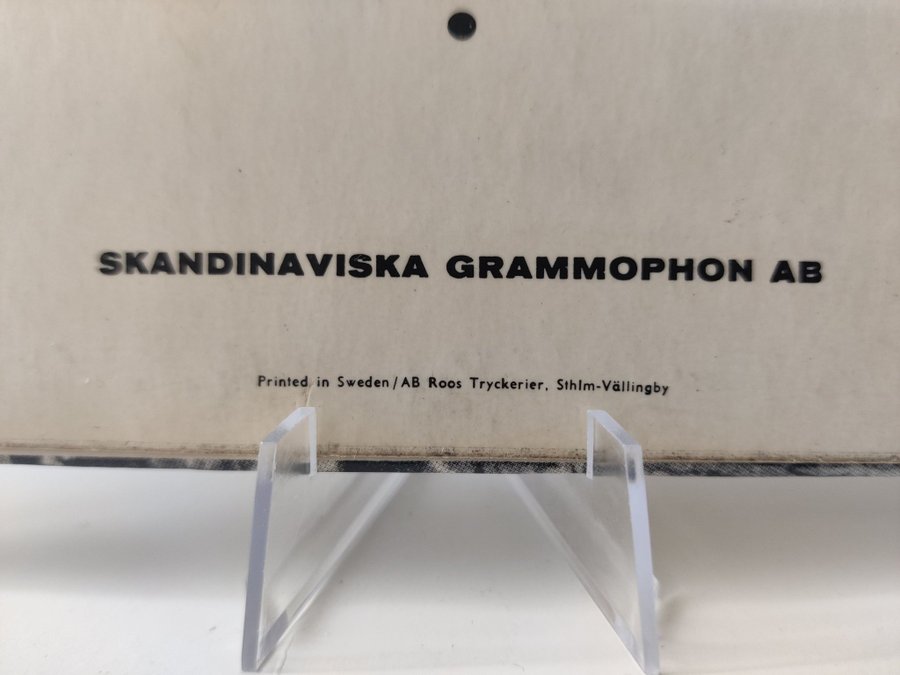 SKANDINAVISKA GRAMMOPHON AB
Printed in Sweden/AB Roos Tryckerier, Sthlm-Vällingby